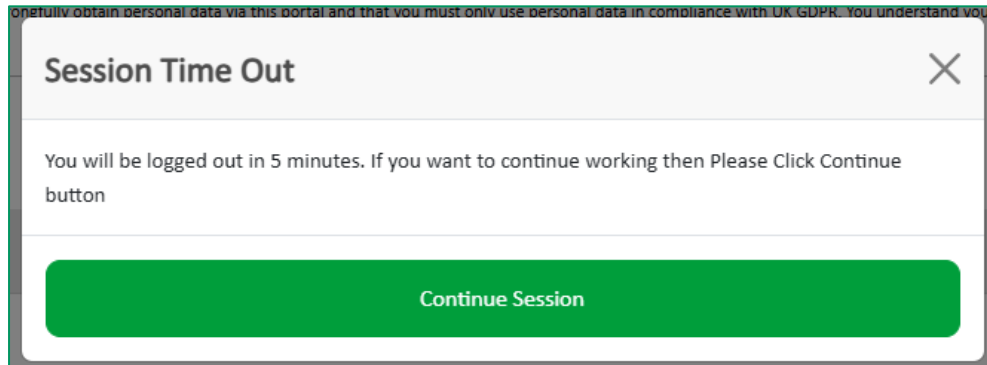 ongfully obtain personal data via this portal and that you must only use personal data in compliance with UK GDPR. You understand you
Session Time Out
You will be logged out in 5 minutes. If you want to continue working then Please Click Continue
button
Continue Session